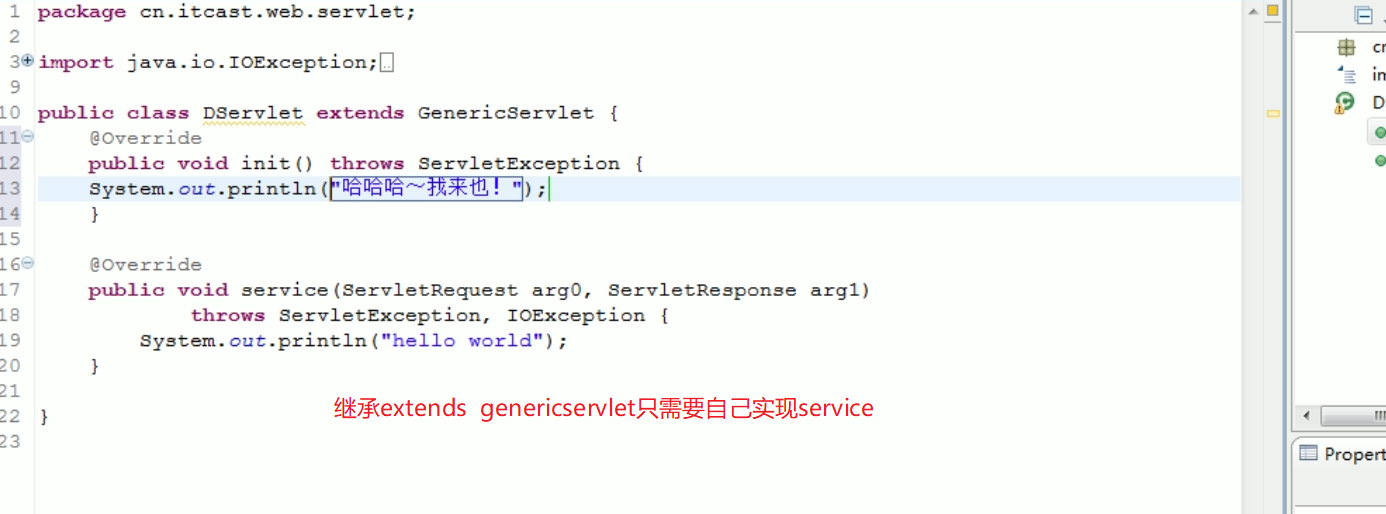 1 package cn.itcast.web.servlet;
2
3 import java.io.IOException;
9
10 public class DServlet extends GenericServlet {
11 @Override
12 public void init() throws ServletException {
13 System.out.println("哈哈哈~我来也！");
14 }
15
16 @Override
17 public void service(ServletRequest arg0, ServletResponse arg1)
18 throws ServletException, IOException {
19 System.out.println("hello world");
20 }
21
继承extends genericservlet只需要自己实现service
22 }
23
D
Propert